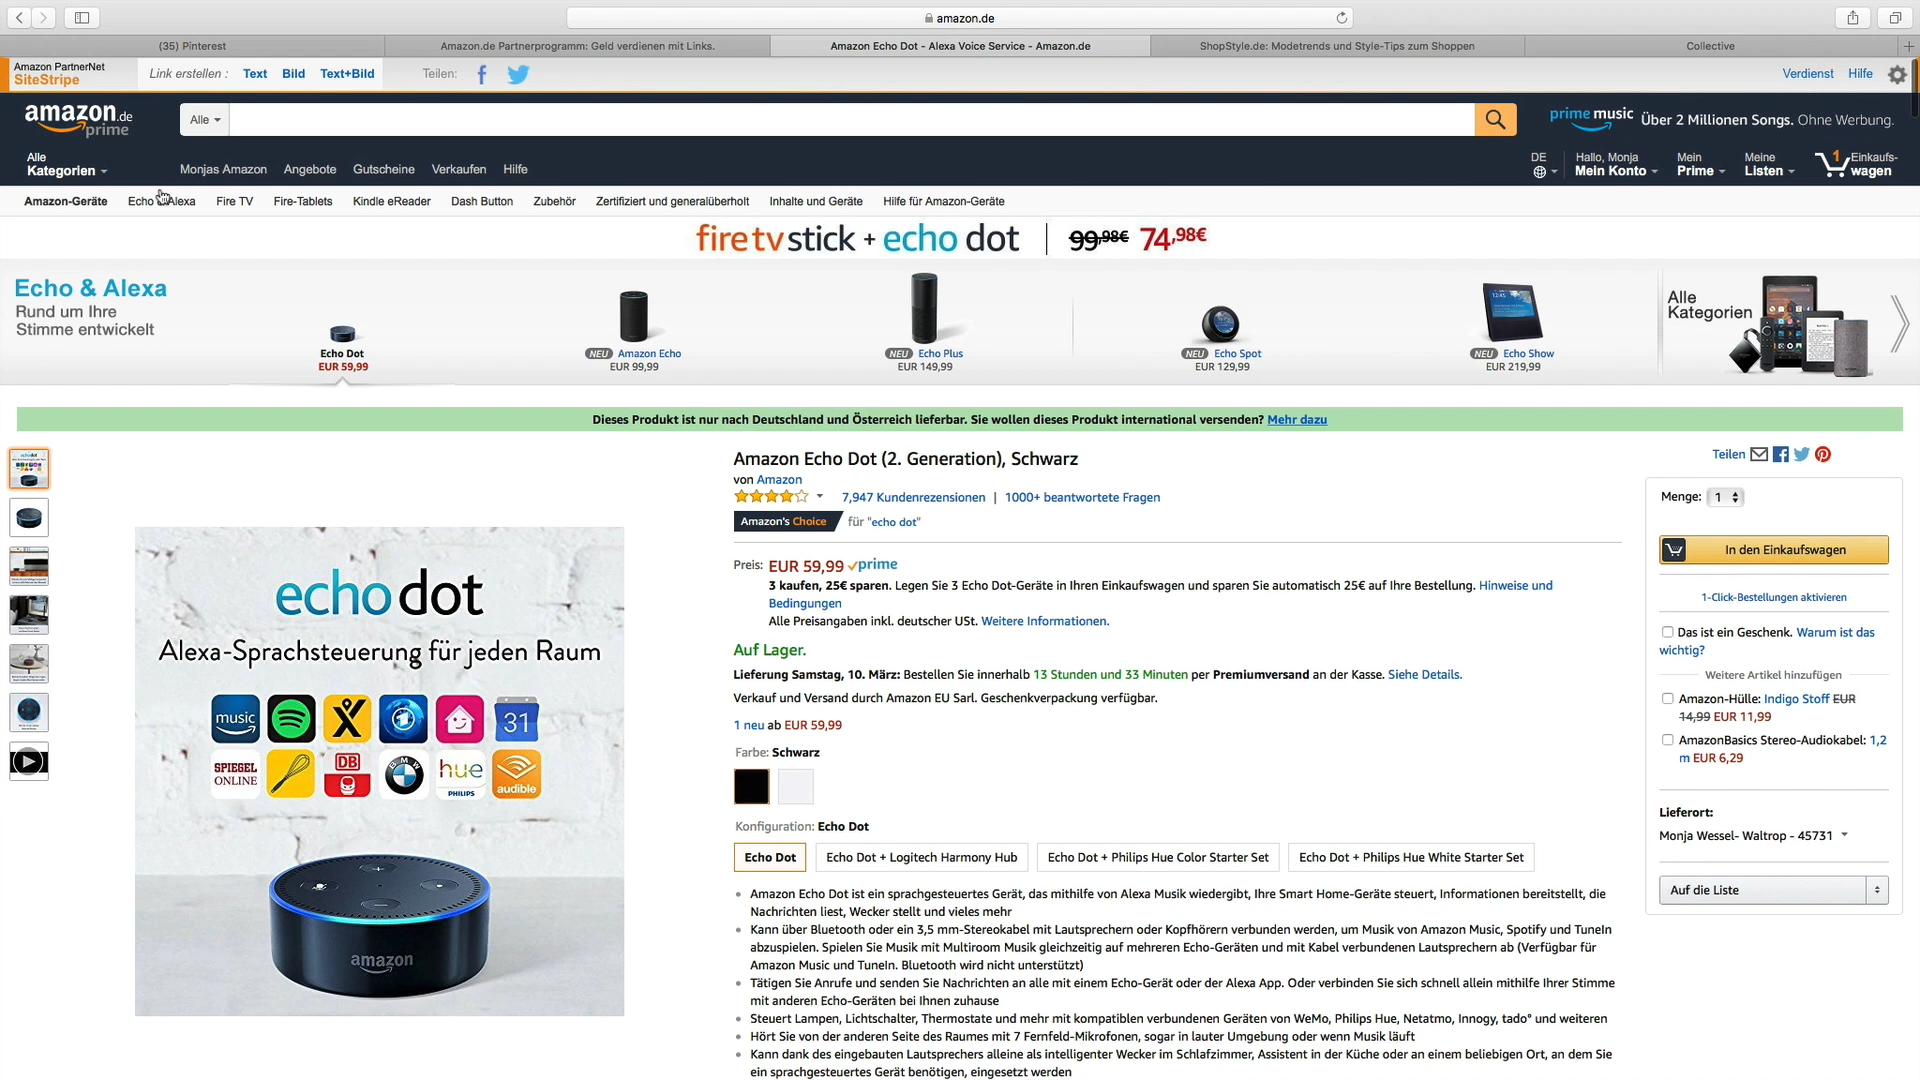 amazon.de
(35) Pinterest
Amazon.de Partnerprogramm: Geld verdienen mit Links.
Amazon Echo Dot - Alexa Voice Service - Amazon.de
ShopStyle.de: Modetrends und Style-Tips zum Shoppen
Collective
Amazon PartnerNet
SiteStripe
Link erstellen : Text Bild Text+Bild
Teilen:
Verdienst Hilfe
amazon.de
prime
Alle
prime music Über 2 Millionen Songs. Ohne Werbung.
Alle
Kategorien
Monjas Amazon Angebote Gutscheine Verkaufen Hilfe
DE
Hallo, Monja
Mein Konto
Mein
Prime
Meine
Listen
1
Einkaufs-
wagen
Amazon-Geräte Echo & Alexa Fire TV Fire-Tablets Kindle eReader Dash Button Zubehör Zertifiziert und generalüberholt Inhalte und Geräte Hilfe für Amazon-Geräte
fire tv stick + echo dot 99,98€ 74,98€
Echo & Alexa
Rund um Ihre
Stimme entwickelt
Echo Dot
EUR 59,99
NEU Amazon Echo
EUR 99,99
NEU Echo Plus
EUR 149,99
NEU Echo Spot
EUR 129,99
12:45
NEU Echo Show
EUR 219,99
Alle
Kategorien
Dieses Produkt ist nur nach Deutschland und Österreich lieferbar. Sie wollen dieses Produkt international versenden? Mehr dazu
echo dot
Alexa-Sprachsteuerung für jeden Raum
music
31
SPIEGEL
ONLINE
DB
BMW
hue
PHILIPS
audible
amazon
Amazon Echo Dot (2. Generation), Schwarz
von Amazon
7,947 Kundenrezensionen | 1000+ beantwortete Fragen
Amazon's Choice für "echo dot"
Preis: EUR 59,99 prime
3 kaufen, 25€ sparen. Legen Sie 3 Echo Dot-Geräte in Ihren Einkaufswagen und sparen Sie automatisch 25€ auf Ihre Bestellung. Hinweise und
Bedingungen
Alle Preisangaben inkl. deutscher USt. Weitere Informationen.
Auf Lager.
Lieferung Samstag, 10. März: Bestellen Sie innerhalb 13 Stunden und 33 Minuten per Premiumversand an der Kasse. Siehe Details.
Verkauf und Versand durch Amazon EU Sarl. Geschenkverpackung verfügbar.
1 neu ab EUR 59,99
Farbe: Schwarz
Konfiguration: Echo Dot
Echo Dot
Echo Dot + Logitech Harmony Hub
Echo Dot + Philips Hue Color Starter Set
Echo Dot + Philips Hue White Starter Set
Amazon Echo Dot ist ein sprachgesteuertes Gerät, das mithilfe von Alexa Musik wiedergibt, Ihre Smart Home-Geräte steuert, Informationen bereitstellt, die
Nachrichten liest, Wecker stellt und vieles mehr
Kann über Bluetooth oder ein 3,5 mm-Stereokabel mit Lautsprechern oder Kopfhörern verbunden werden, um Musik von Amazon Music, Spotify und TuneIn
abzuspielen. Spielen Sie Musik mit Multiroom Musik gleichzeitig auf mehreren Echo-Geräten und mit Kabel verbundenen Lautsprechern ab (Verfügbar für
Amazon Music und TuneIn. Bluetooth wird nicht unterstützt)
Tätigen Sie Anrufe und senden Sie Nachrichten an alle mit einem Echo-Gerät oder der Alexa App. Oder verbinden Sie sich schnell allein mithilfe Ihrer Stimme
mit anderen Echo-Geräten bei Ihnen zuhause
Steuert Lampen, Lichtschalter, Thermostate und mehr mit kompatiblen verbundenen Geräten von WeMo, Philips Hue, Netatmo, Innogy, tado° und weiteren
Hört Sie von der anderen Seite des Raumes mit 7 Fernfeld-Mikrofonen, sogar in lauter Umgebung oder wenn Musik läuft
Kann dank des eingebauten Lautsprechers alleine als intelligenter Wecker im Schlafzimmer, Assistent in der Küche oder an einem beliebigen Ort, an dem Sie
ein sprachgesteuertes Gerät benötigen, eingesetzt werden
Teilen
Menge: 1
In den Einkaufswagen
1-Click-Bestellungen aktivieren
Das ist ein Geschenk. Warum ist das
wichtig?
Weitere Artikel hinzufügen
Amazon-Hülle: Indigo Stoff EUR
14,99 EUR 11,99
AmazonBasics Stereo-Audiokabel: 1,2
m EUR 6,29
Lieferort:
Monja Wessel- Waltrop - 45731
Auf die Liste